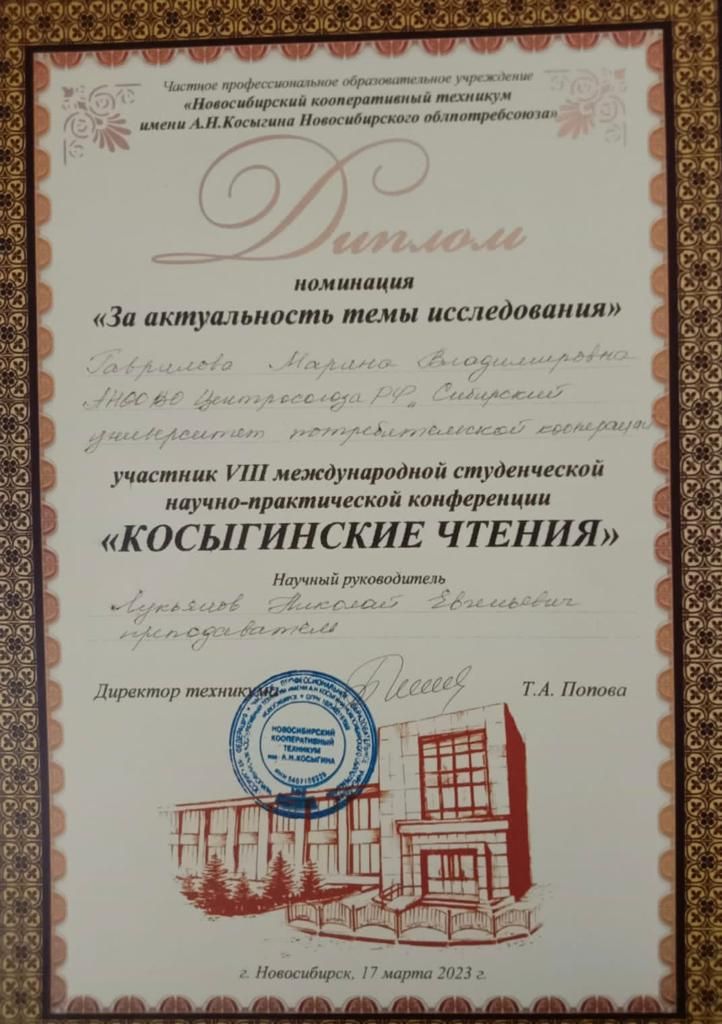 Частное профессиональное образовательное учреждение
«Новосибирский кооперативный техникум
имени А.Н.Косыгина Новосибирского облпотребсоюза»
Диплом
номинация
«За актуальность темы исследования»
Гаврилова Марина Владимировна
АНОО ВО Центросоюза РФ „Сибирский
университет потребительской кооперации
участник VIII международной студенческой
научно-практической конференции
«КОСЫГИНСКИЕ ЧТЕНИЯ»
Научный руководитель
Лукьянов Николай Евгеньевич
преподаватель
Директор техникума
Т.А. Попова
НОВОСИБИРСКИЙ
КООПЕРАТИВНЫЙ
ТЕХНИКУМ
им А.Н.КОСЫГИНА
г. Новосибирск, 17 марта 2023 г.